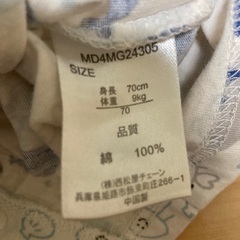 MD4MG24305
SIZE
身長 70cm
体重 9kg
70
品質
綿 100%
(株)西松屋チェーン
兵庫県姫路市飾東町庄266-1
中国製